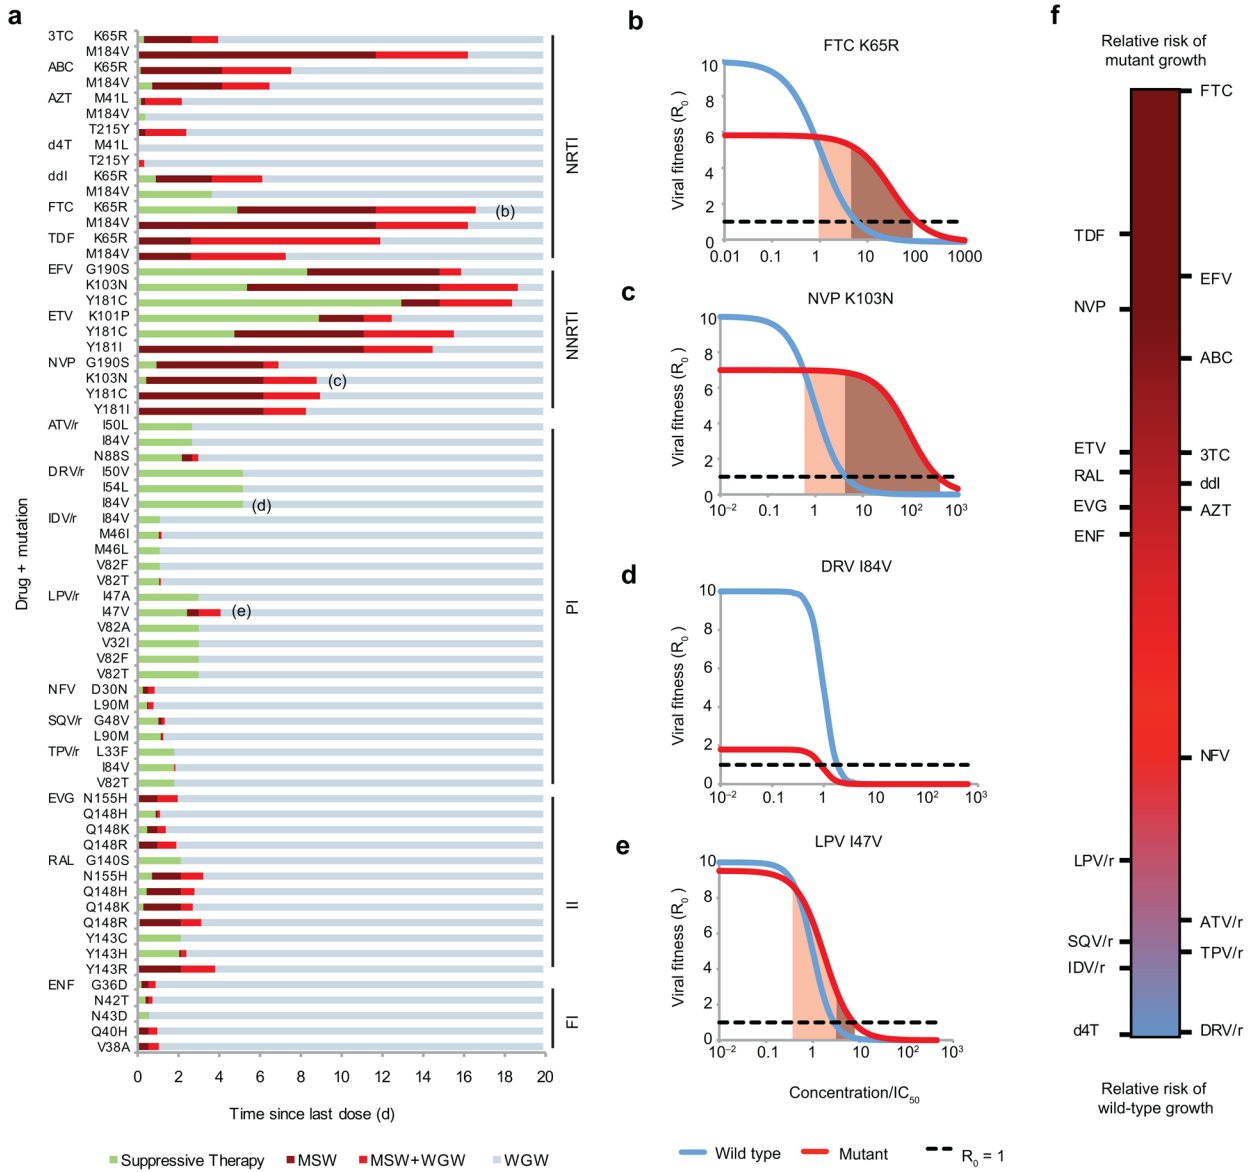 a
Drug + mutation
3TC K65R
M184V
ABC K65R
M184V
AZT M41L
M184V
T215Y
d4T M41L
T215Y
ddI K65R
M184V
FTC K65R (b)
M184V
TDF K65R
M184V
NRTI
EFV G190S
K103N
Y181C
ETV K101P
Y181C
Y181I
NVP G190S
K103N (c)
Y181C
Y181I
NNRTI
ATV/r I50L
I84V
N88S
DRV/r I50V
I54L
I84V (d)
IDV/r I84V
M46I
M46L
V82F
V82T
LPV/r I47A
I47V (e)
V82A
V32I
V82F
V82T
NFV D30N
L90M
SQV/r G48V
L90M
TPV/r L33F
I84V
V82T
PI
EVG N155H
Q148H
Q148K
Q148R
RAL G140S
N155H
Q148H
Q148K
Q148R
Y143C
Y143H
Y143R
II
ENF G36D
N42T
N43D
Q40H
V38A
FI
0 2 4 6 8 10 12 14 16 18 20
Time since last dose (d)
Suppressive Therapy MSW MSW+WGW WGW
b
FTC K65R
Viral fitness (R₀)
10
8
6
4
2
0
0.01 0.1 1 10 100 1000
c
NVP K103N
Viral fitness (R₀)
10
8
6
4
2
0
10⁻² 0.1 1 10 10² 10³
d
DRV I84V
Viral fitness (R₀)
10
8
6
4
2
0
10⁻² 0.1 1 10 10² 10³
e
LPV I47V
Viral fitness (R₀)
10
8
6
4
2
0
10⁻² 0.1 1 10 10² 10³
Concentration/IC₅₀
Wild type Mutant R₀ = 1
f
Relative risk of
mutant growth
FTC
TDF
EFV
NVP
ABC
ETV
3TC
RAL
ddI
EVG
AZT
ENF
NFV
LPV/r
ATV/r
SQV/r
TPV/r
IDV/r
d4T
DRV/r
Relative risk of
wild-type growth